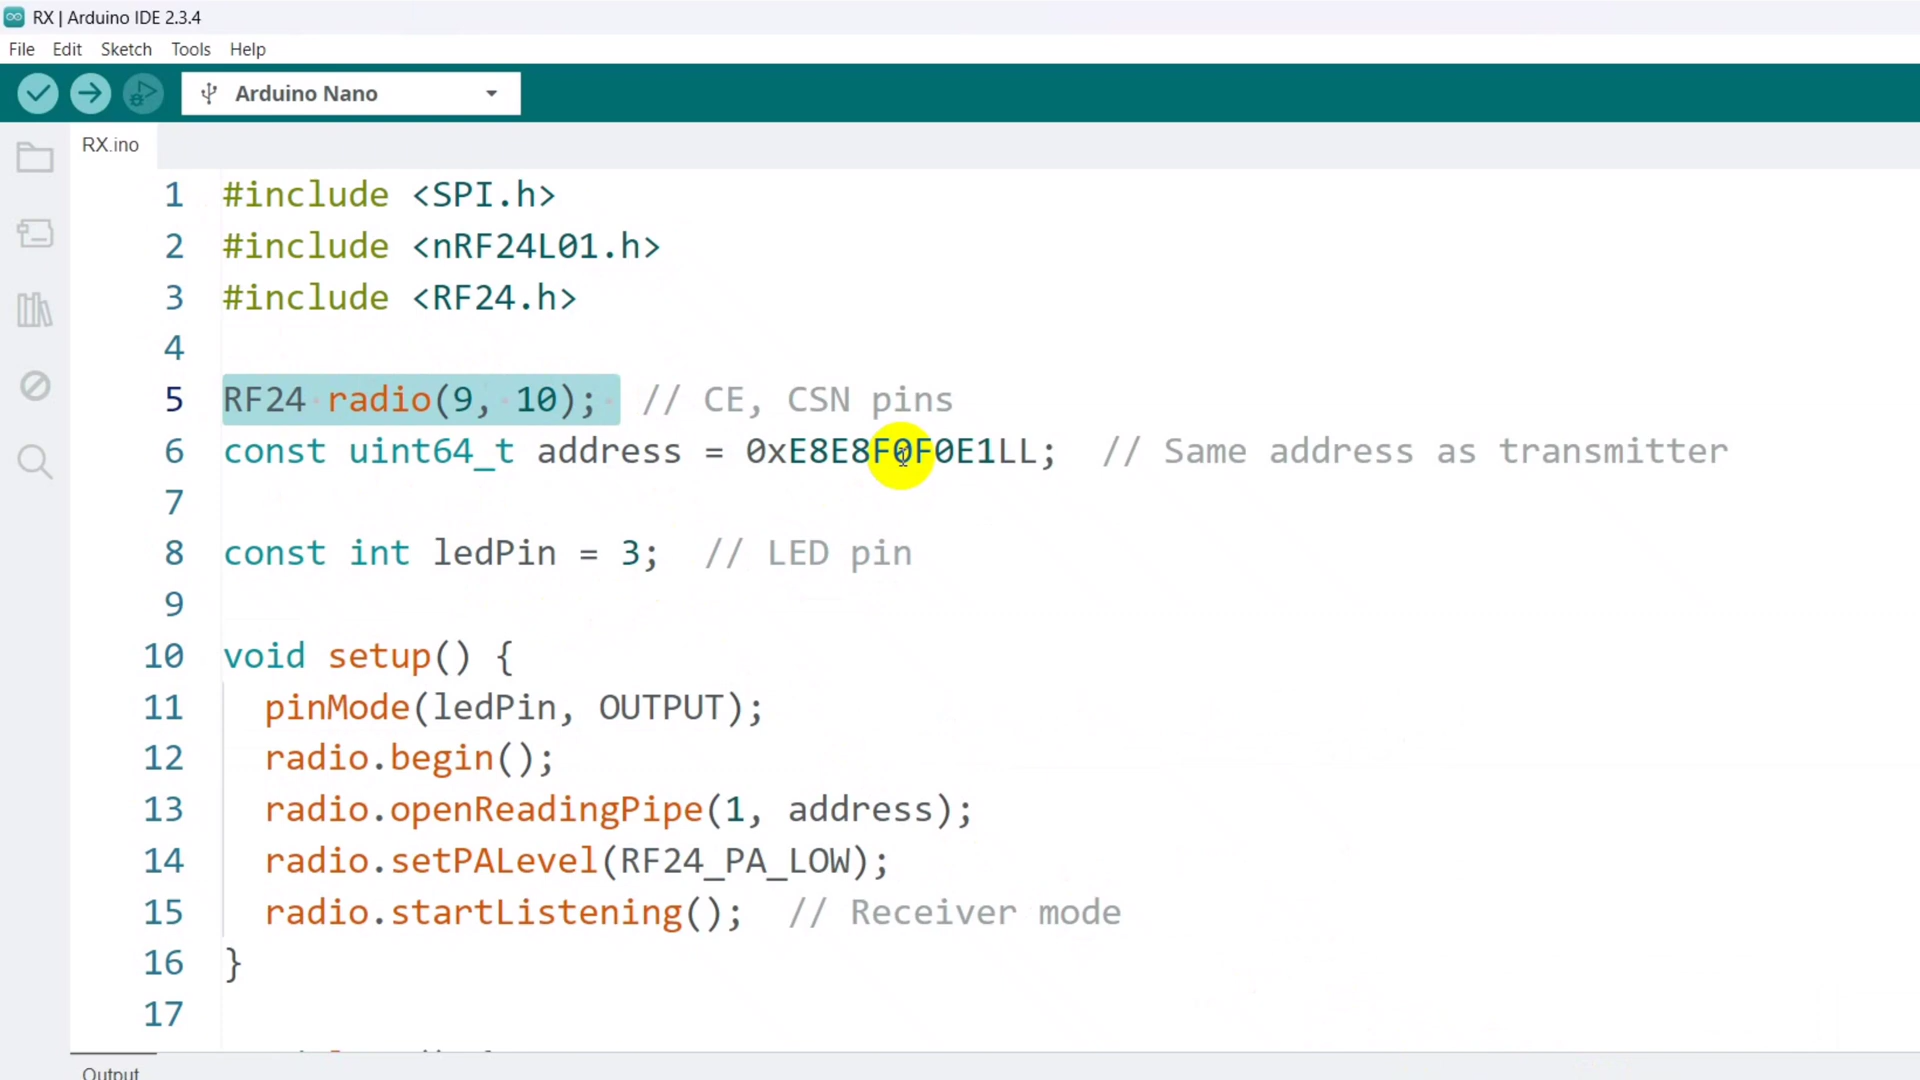 RX | Arduino IDE 2.3.4
File Edit Sketch Tools Help
Arduino Nano
RX.ino
1 #include <SPI.h>
2 #include <nRF24L01.h>
3 #include <RF24.h>
4
5 RF24 radio(9, 10); // CE, CSN pins
6 const uint64_t address = 0xE8E8F0F0E1LL; // Same address as transmitter
7
8 const int ledPin = 3; // LED pin
9
10 void setup() {
11 pinMode(ledPin, OUTPUT);
12 radio.begin();
13 radio.openReadingPipe(1, address);
14 radio.setPALevel(RF24_PA_LOW);
15 radio.startListening(); // Receiver mode
16 }
17
Output